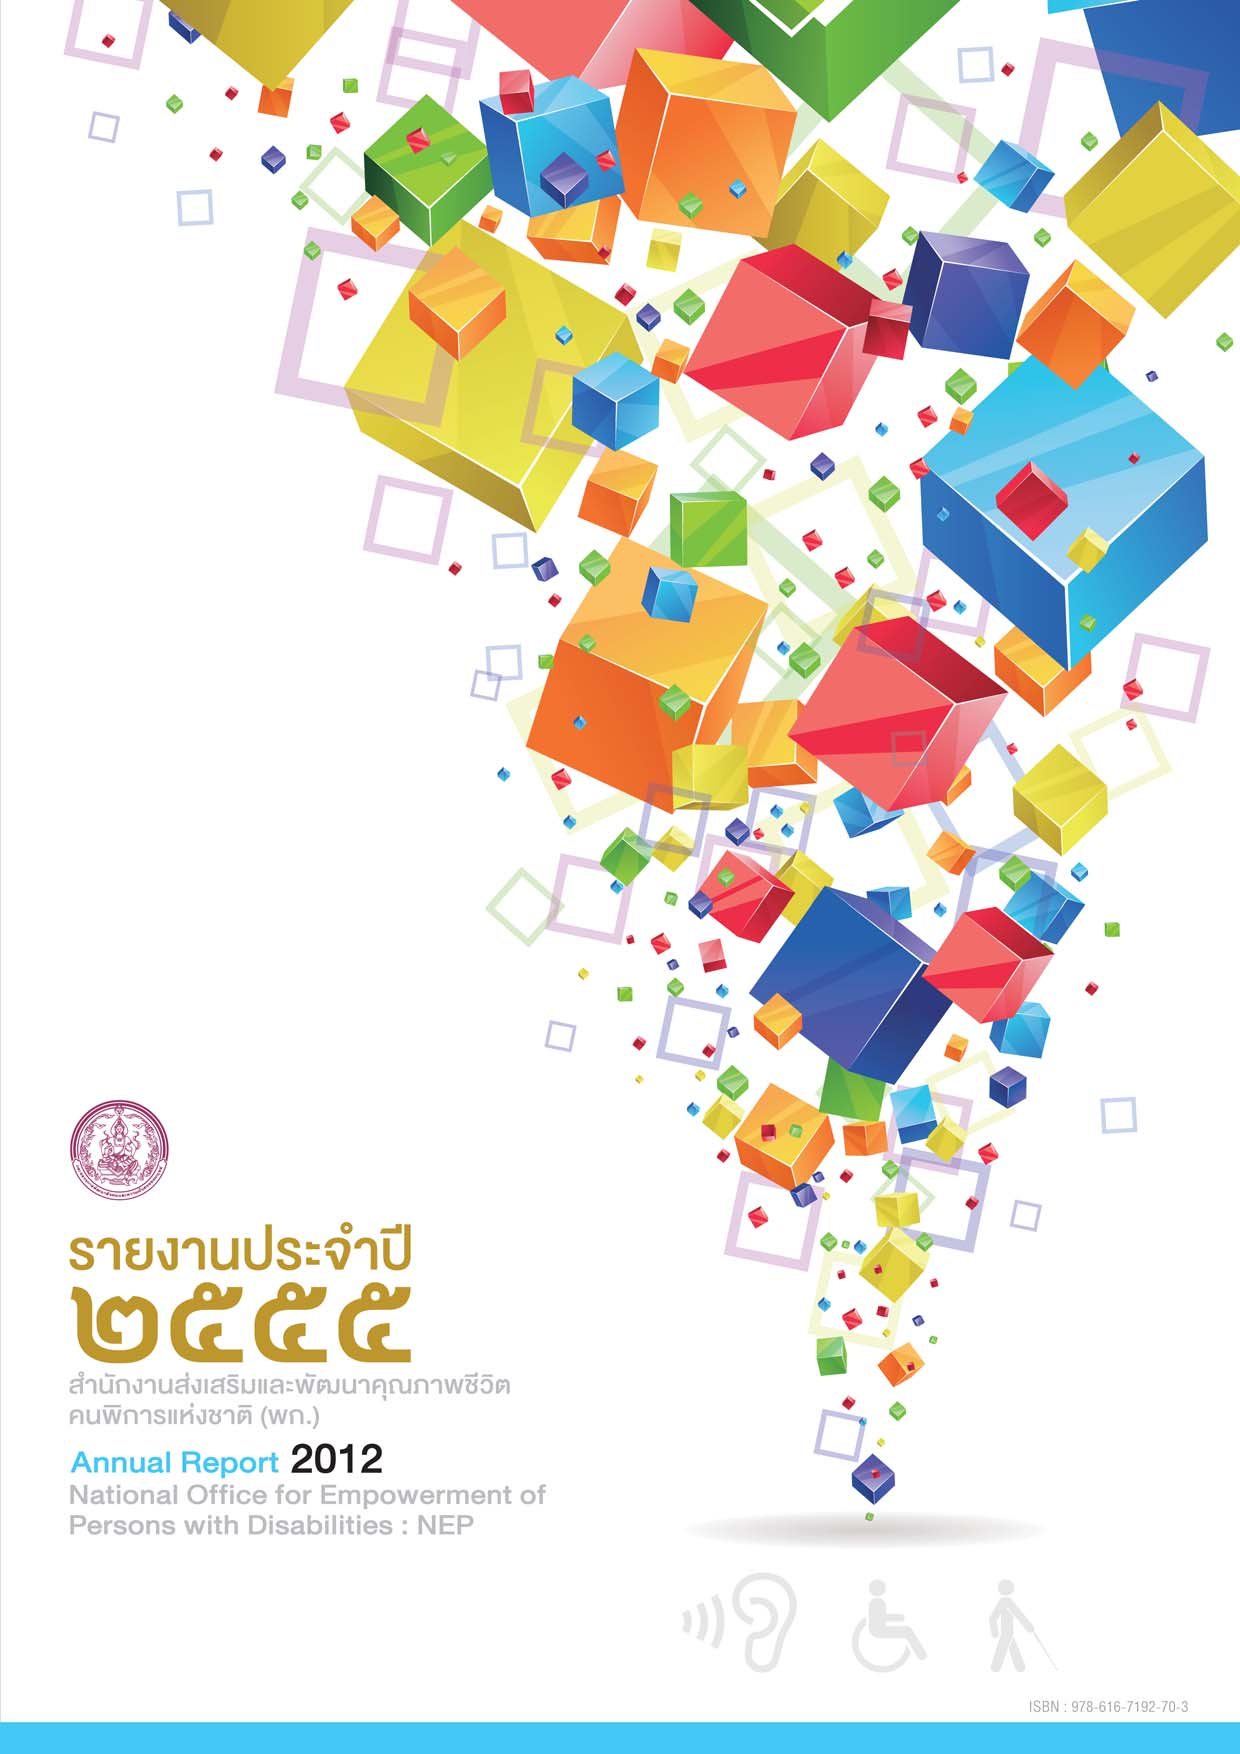 รายงานประจำปี
๒๕๕๕
สำนักงานส่งเสริมและพัฒนาคุณภาพชีวิต
คนพิการแห่งชาติ (พก.)
Annual Report 2012
National Office for Empowerment of
Persons with Disabilities : NEP
ISBN : 978-616-7192-70-3